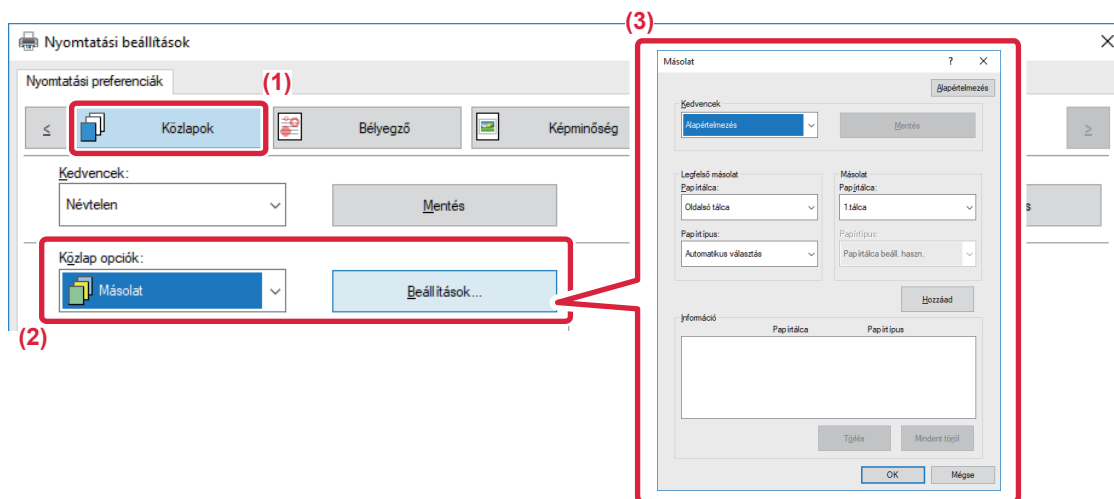 (3)
Nyomtatási beállítások
Nyomtatási preferenciák
(1)
<
Közlapok
Bélyegző
Képminőség
>
Kedvencek:
Névtelen
Mentés
s
Közlap opciók:
Másolat
Beállítások...
(2)
Másolat
?
Alapértelmezés
Kedvencek
Alapértelmezés
Mentés
Legfelső másolat
Másolat
Papírtálca:
Papírtálca:
Oldalsó tálca
1.tálca
Papírtípus:
Papírtípus:
Automatikus választás
Papírtálca beáll. haszn.
Hozzáad
Információ
Papírtálca
Papírtípus
Törlés
Mindent töröl
OK
Mégse